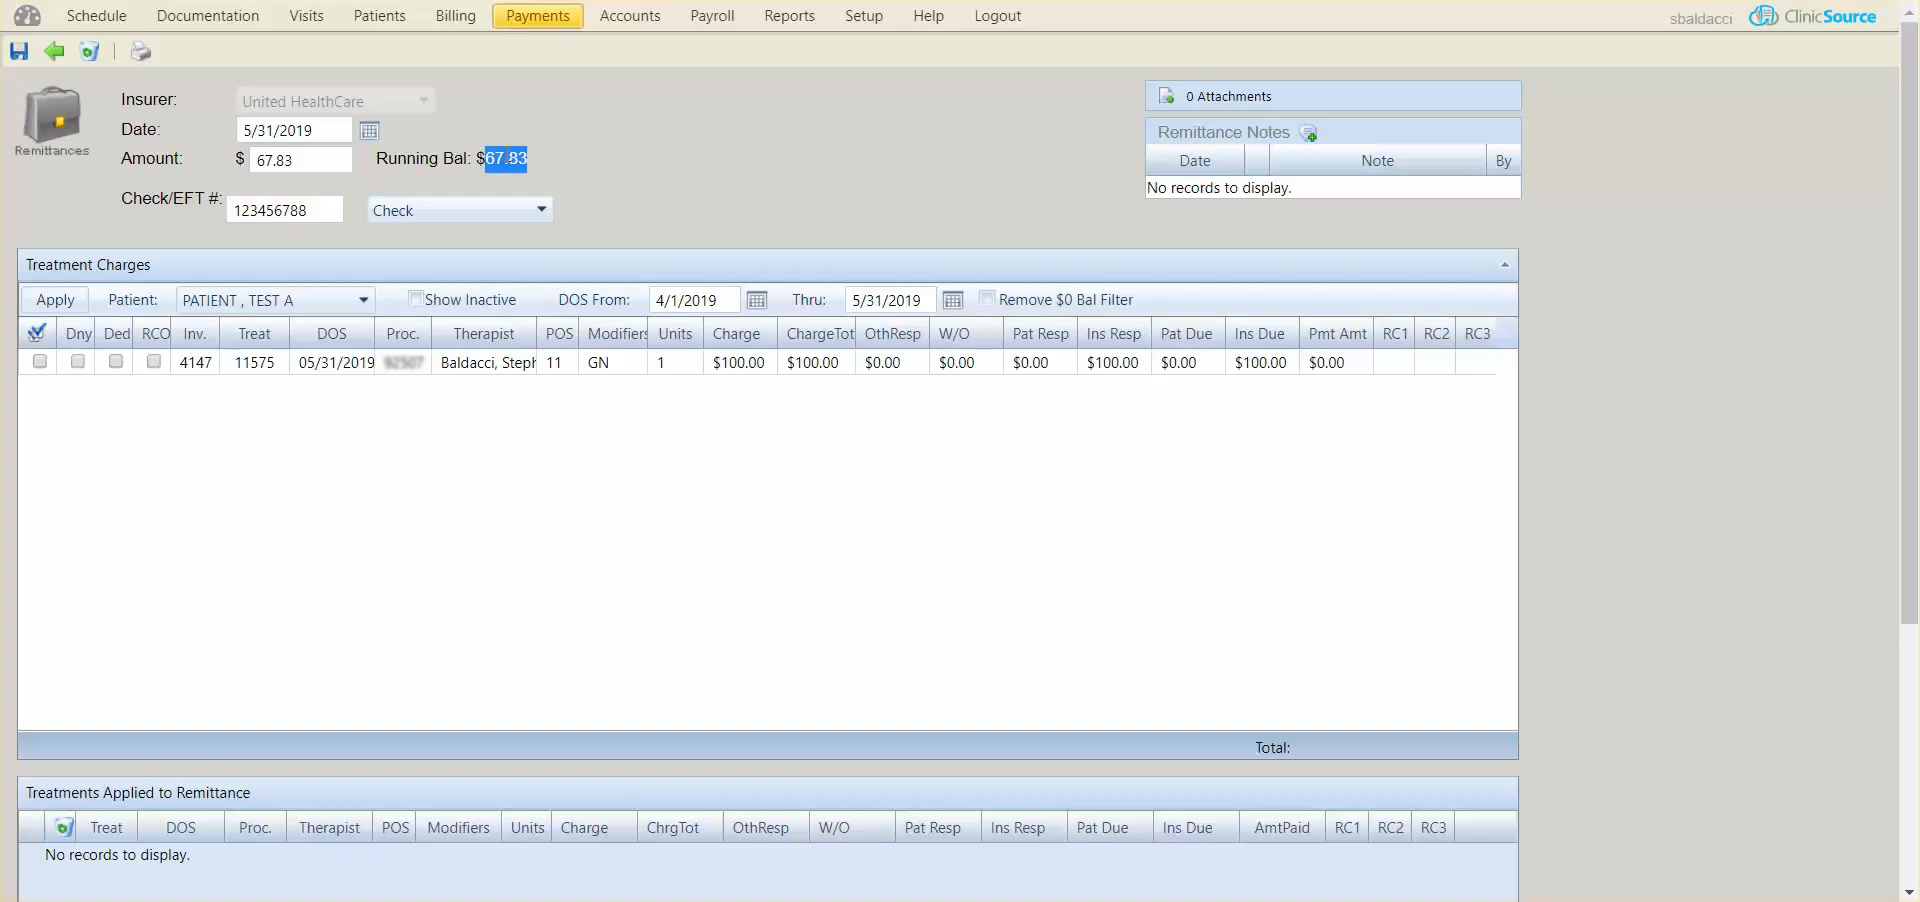 Schedule Documentation Visits Patients Billing Payments Accounts Payroll Reports Setup Help Logout sbaldacci ClinicSource
Remittances
Insurer: United HealthCare
Date: 5/31/2019
Amount: $ 67.83 Running Bal: $67.83
Check/EFT #: 123456788 Check
0 Attachments
Remittance Notes
Date Note By
No records to display.
Treatment Charges
Apply Patient: PATIENT , TEST A Show Inactive DOS From: 4/1/2019 Thru: 5/31/2019 Remove $0 Bal Filter
Dny Ded RCO Inv. Treat DOS Proc. Therapist POS Modifiers Units Charge ChargeTot OthResp W/O Pat Resp Ins Resp Pat Due Ins Due Pmt Amt RC1 RC2 RC3
4147 11575 05/31/2019 Baldacci, Steph 11 GN 1 $100.00 $100.00 $0.00 $0.00 $0.00 $100.00 $0.00 $100.00 $0.00
Total:
Treatments Applied to Remittance
Treat DOS Proc. Therapist POS Modifiers Units Charge ChrgTot OthResp W/O Pat Resp Ins Resp Pat Due Ins Due AmtPaid RC1 RC2 RC3
No records to display.